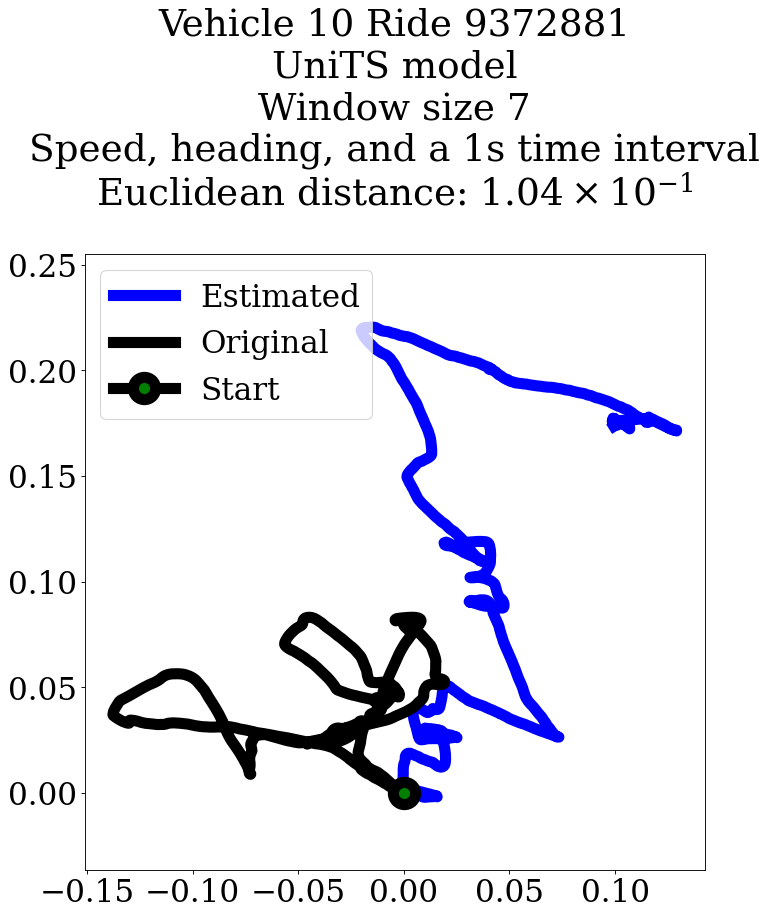 Vehicle 10 Ride 9372881
UniTS model
Window size 7
Speed, heading, and a 1s time interval
Euclidean distance: 1.04 × 10⁻¹
0.25
Estimated
Original
0.20
Start
0.15
0.10
0.05
0.00
−0.15 −0.10 −0.05 0.00 0.05 0.10